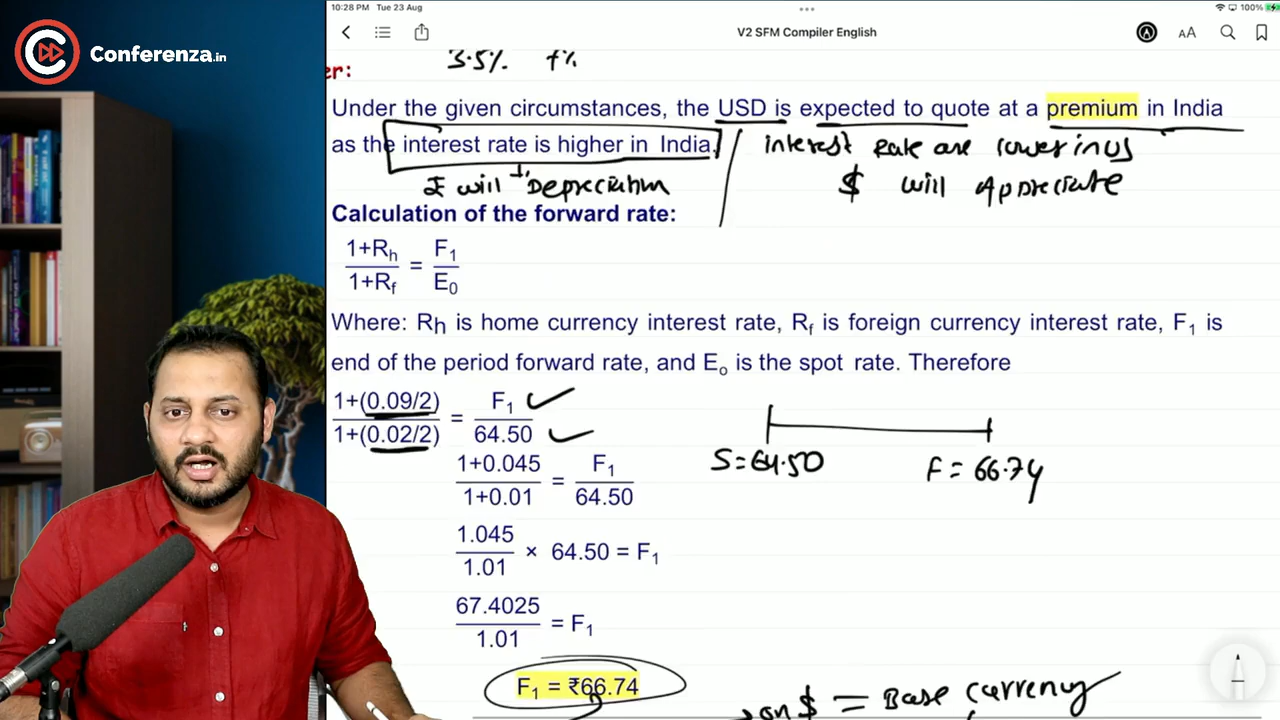 10:28 PM Tue 23 Aug
100%
V2 SFM Compiler English
AA
Conferenza.in
er:
3.5%
Under the given circumstances, the USD is expected to quote at a premium in India
as the interest rate is higher in India.
interest Rate are lower in US
₹ will Depreciation
$ will Appreciate
Calculation of the forward rate:
1+Rh
1+Rf
=
F1
E0
Where: Rh is home currency interest rate, Rf is foreign currency interest rate, F1 is
end of the period forward rate, and Eo is the spot rate. Therefore
1+(0.09/2)
1+(0.02/2)
=
F1
64.50
S=64.50
F = 66.74
1+0.045
1+0.01
=
F1
64.50
1.045
1.01
× 64.50 = F1
67.4025
1.01
= F1
F1 = ₹66.74
on $ = Base currency